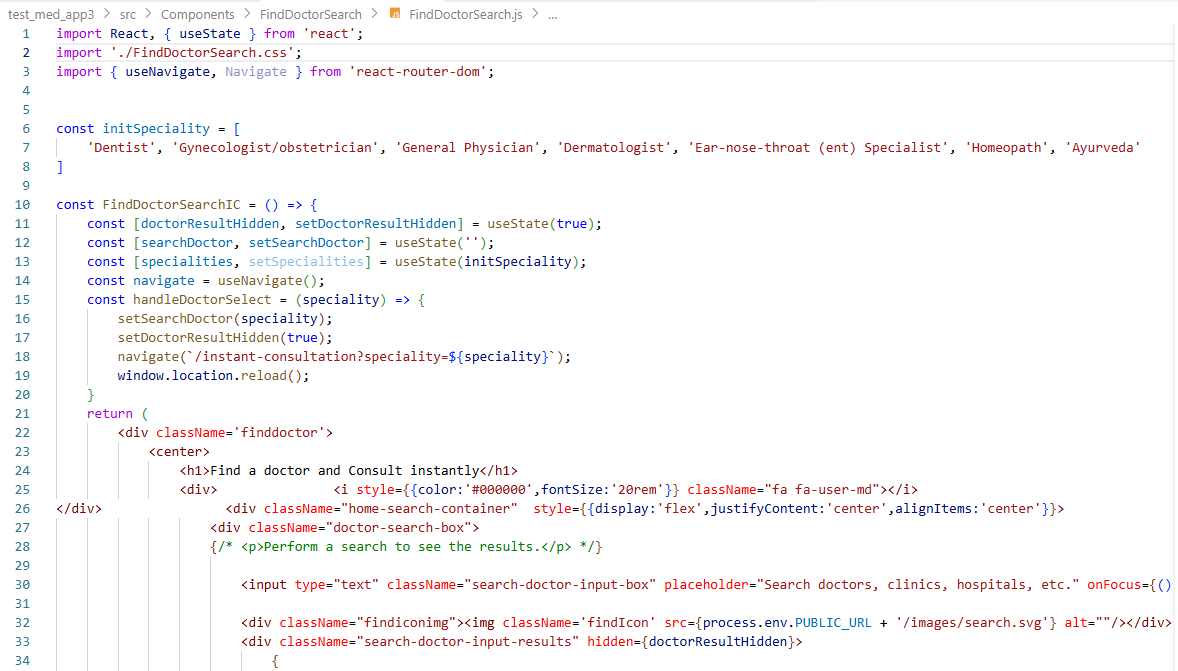 test_med_app3 > src > Components > FindDoctorSearch > JS FindDoctorSearch.js > ...
1 import React, { useState } from 'react';
2 import './FindDoctorSearch.css';
3 import { useNavigate, Navigate } from 'react-router-dom';
4
5
6 const initSpeciality = [
7     'Dentist', 'Gynecologist/obstetrician', 'General Physician', 'Dermatologist', 'Ear-nose-throat (ent) Specialist', 'Homeopath', 'Ayurveda'
8 ]
9
10 const FindDoctorSearchIC = () => {
11     const [doctorResultHidden, setDoctorResultHidden] = useState(true);
12     const [searchDoctor, setSearchDoctor] = useState('');
13     const [specialities, setSpecialities] = useState(initSpeciality);
14     const navigate = useNavigate();
15     const handleDoctorSelect = (speciality) => {
16         setSearchDoctor(speciality);
17         setDoctorResultHidden(true);
18         navigate(`/instant-consultation?speciality=${speciality}`);
19         window.location.reload();
20     }
21     return (
22         <div className='finddoctor'>
23             <center>
24                 <h1>Find a doctor and Consult instantly</h1>
25                 <div>               <i style={{color:'#000000',fontSize:'20rem'}} className="fa fa-user-md"></i>
26 </div>                <div className="home-search-container"  style={{display:'flex',justifyContent:'center',alignItems:'center'}}>
27                     <div className="doctor-search-box">
28                     {/* <p>Perform a search to see the results.</p> */}
29
30                         <input type="text" className="search-doctor-input-box" placeholder="Search doctors, clinics, hospitals, etc." onFocus={()
31
32                         <div className="findiconimg"><img className='findIcon' src={process.env.PUBLIC_URL + '/images/search.svg'} alt=""/></div>
33                         <div className="search-doctor-input-results" hidden={doctorResultHidden}>
34                             {